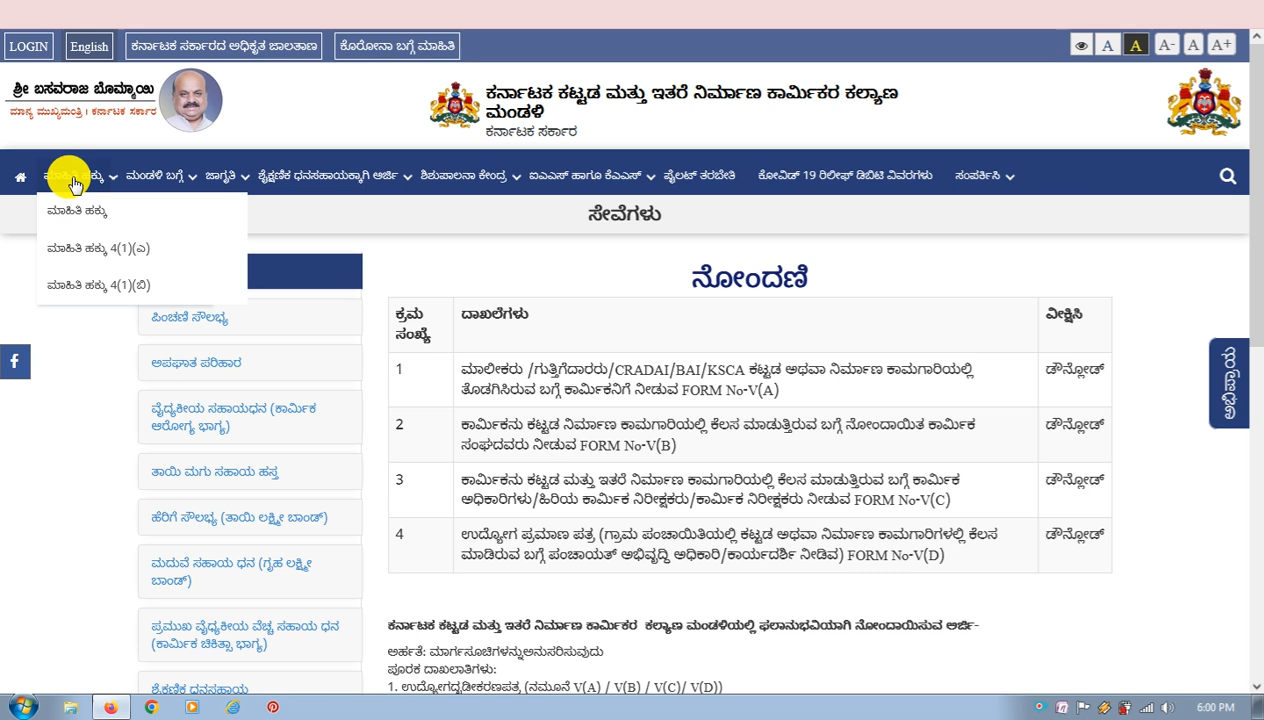 LOGIN English ಕರ್ನಾಟಕ ಸರ್ಕಾರದ ಅಧಿಕೃತ ಜಾಲತಾಣ ಕೊರೋನಾ ಬಗ್ಗೆ ಮಾಹಿತಿ A A A- A A+
ಶ್ರೀ ಬಸವರಾಜ ಬೊಮ್ಮಾಯಿ
ಮಾನ್ಯ ಮುಖ್ಯಮಂತ್ರಿ । ಕರ್ನಾಟಕ ಸರ್ಕಾರ
ಕರ್ನಾಟಕ ಕಟ್ಟಡ ಮತ್ತು ಇತರೆ ನಿರ್ಮಾಣ ಕಾರ್ಮಿಕರ ಕಲ್ಯಾಣ
ಮಂಡಳಿ
ಕರ್ನಾಟಕ ಸರ್ಕಾರ
ಮಾಹಿತಿ ಹಕ್ಕು ಮಂಡಳಿ ಬಗ್ಗೆ ಜಾಗೃತಿ ಶೈಕ್ಷಣಿಕ ಧನಸಹಾಯಕ್ಕಾಗಿ ಅರ್ಜಿ ಶಿಶುಪಾಲನಾ ಕೇಂದ್ರ ಐಎಎಸ್ ಹಾಗೂ ಕೆಎಎಸ್ ಪೈಲಟ್ ತರಬೇತಿ ಕೋವಿಡ್ 19 ರಿಲೀಫ್ ಡಿಬಿಟಿ ವಿವರಗಳು ಸಂಪರ್ಕಿಸಿ
ಮಾಹಿತಿ ಹಕ್ಕು
ಮಾಹಿತಿ ಹಕ್ಕು 4(1)(ಎ)
ಮಾಹಿತಿ ಹಕ್ಕು 4(1)(ಬಿ)
ಸೇವೆಗಳು
ಪಿಂಚಣಿ ಸೌಲಭ್ಯ
ಅಪಘಾತ ಪರಿಹಾರ
ವೈದ್ಯಕೀಯ ಸಹಾಯಧನ (ಕಾರ್ಮಿಕ
ಆರೋಗ್ಯ ಭಾಗ್ಯ)
ತಾಯಿ ಮಗು ಸಹಾಯ ಹಸ್ತ
ಹೆರಿಗೆ ಸೌಲಭ್ಯ (ತಾಯಿ ಲಕ್ಷ್ಮೀ ಬಾಂಡ್)
ಮದುವೆ ಸಹಾಯ ಧನ (ಗೃಹ ಲಕ್ಷ್ಮೀ
ಬಾಂಡ್)
ಪ್ರಮುಖ ವೈಧ್ಯಕೀಯ ವೆಚ್ಚ ಸಹಾಯ ಧನ
(ಕಾರ್ಮಿಕ ಚಿಕಿತ್ಸಾ ಭಾಗ್ಯ)
ಶೈಕ್ಷಣಿಕ ಧನಸಹಾಯ
ನೋಂದಣಿ
ಕ್ರಮ ಸಂಖ್ಯೆ ದಾಖಲೆಗಳು ವೀಕ್ಷಿಸಿ
1 ಮಾಲೀಕರು /ಗುತ್ತಿಗೆದಾರರು/CRADAI/BAI/KSCA ಕಟ್ಟಡ ಅಥವಾ ನಿರ್ಮಾಣ ಕಾಮಗಾರಿಯಲ್ಲಿ ಡೌನ್ಲೋಡ್
ತೊಡಗಿಸಿರುವ ಬಗ್ಗೆ ಕಾರ್ಮಿಕನಿಗೆ ನೀಡುವ FORM No-V(A)
2 ಕಾರ್ಮಿಕನು ಕಟ್ಟಡ ನಿರ್ಮಾಣ ಕಾಮಗಾರಿಯಲ್ಲಿ ಕೆಲಸ ಮಾಡುತ್ತಿರುವ ಬಗ್ಗೆ ನೋಂದಾಯಿತ ಕಾರ್ಮಿಕ ಡೌನ್ಲೋಡ್
ಸಂಘದವರು ನೀಡುವ FORM No-V(B)
3 ಕಾರ್ಮಿಕನು ಕಟ್ಟಡ ಮತ್ತು ಇತರೆ ನಿರ್ಮಾಣ ಕಾಮಗಾರಿಯಲ್ಲಿ ಕೆಲಸ ಮಾಡುತ್ತಿರುವ ಬಗ್ಗೆ ಕಾರ್ಮಿಕ ಡೌನ್ಲೋಡ್
ಅಧಿಕಾರಿಗಳು/ಹಿರಿಯ ಕಾರ್ಮಿಕ ನಿರೀಕ್ಷಕರು/ಕಾರ್ಮಿಕ ನಿರೀಕ್ಷಕರು ನೀಡುವ FORM No-V(C)
4 ಉದ್ಯೋಗ ಪ್ರಮಾಣ ಪತ್ರ (ಗ್ರಾಮ ಪಂಚಾಯಿತಿಯಲ್ಲಿ ಕಟ್ಟಡ ಅಥವಾ ನಿರ್ಮಾಣ ಕಾಮಗಾರಿಗಳಲ್ಲಿ ಕೆಲಸ ಡೌನ್ಲೋಡ್
ಮಾಡಿರುವ ಬಗ್ಗೆ ಪಂಚಾಯತ್ ಅಭಿವೃದ್ದಿ ಅಧಿಕಾರಿ/ಕಾರ್ಯದರ್ಶಿ ನೀಡಿವ) FORM No-V(D)
ಕರ್ನಾಟಕ ಕಟ್ಟಡ ಮತ್ತು ಇತರೆ ನಿರ್ಮಾಣ ಕಾರ್ಮಿಕರ ಕಲ್ಯಾಣ ಮಂಡಳಿಯಲ್ಲಿ ಫಲಾನುಭವಿಯಾಗಿ ನೋಂದಾಯಿಸುವ ಅರ್ಜಿ-
ಅರ್ಹತೆ: ಮಾರ್ಗಸೂಚಿಗಳನ್ನುಅನುಸರಿಸುವುದು
ಪೂರಕ ದಾಖಲಾತಿಗಳು:
1. ಉದ್ಯೋಗದೃಢೀಕರಣಪತ್ರ (ನಮೂನೆ V(A) / V(B) / V(C)/ V(D))
ಅಭಿಪ್ರಾಯ
6:00 PM